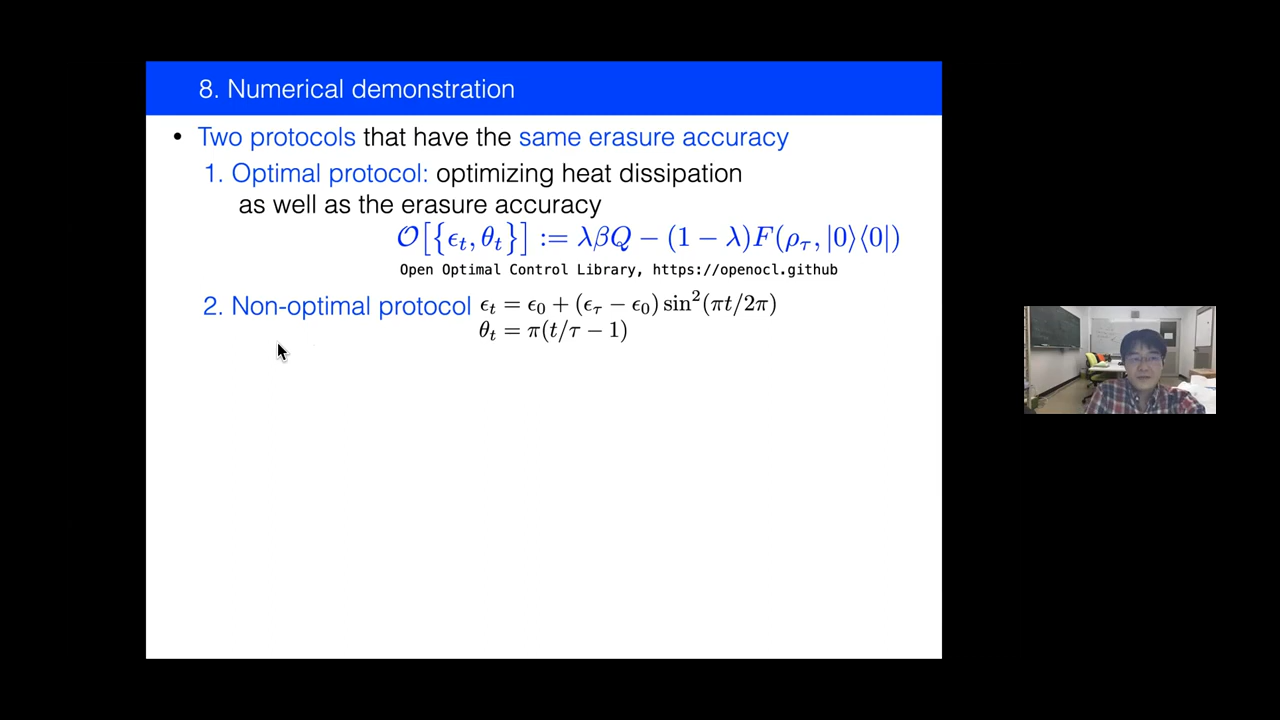 8. Numerical demonstration
• Two protocols that have the same erasure accuracy
1. Optimal protocol: optimizing heat dissipation
as well as the erasure accuracy
𝒪[{ϵ_t, θ_t}] := λβQ − (1 − λ)F(ρ_τ, |0⟩⟨0|)
Open Optimal Control Library, https://openocl.github
2. Non-optimal protocol ϵ_t = ϵ_0 + (ϵ_τ − ϵ_0) sin²(πt/2π)
θ_t = π(t/τ − 1)